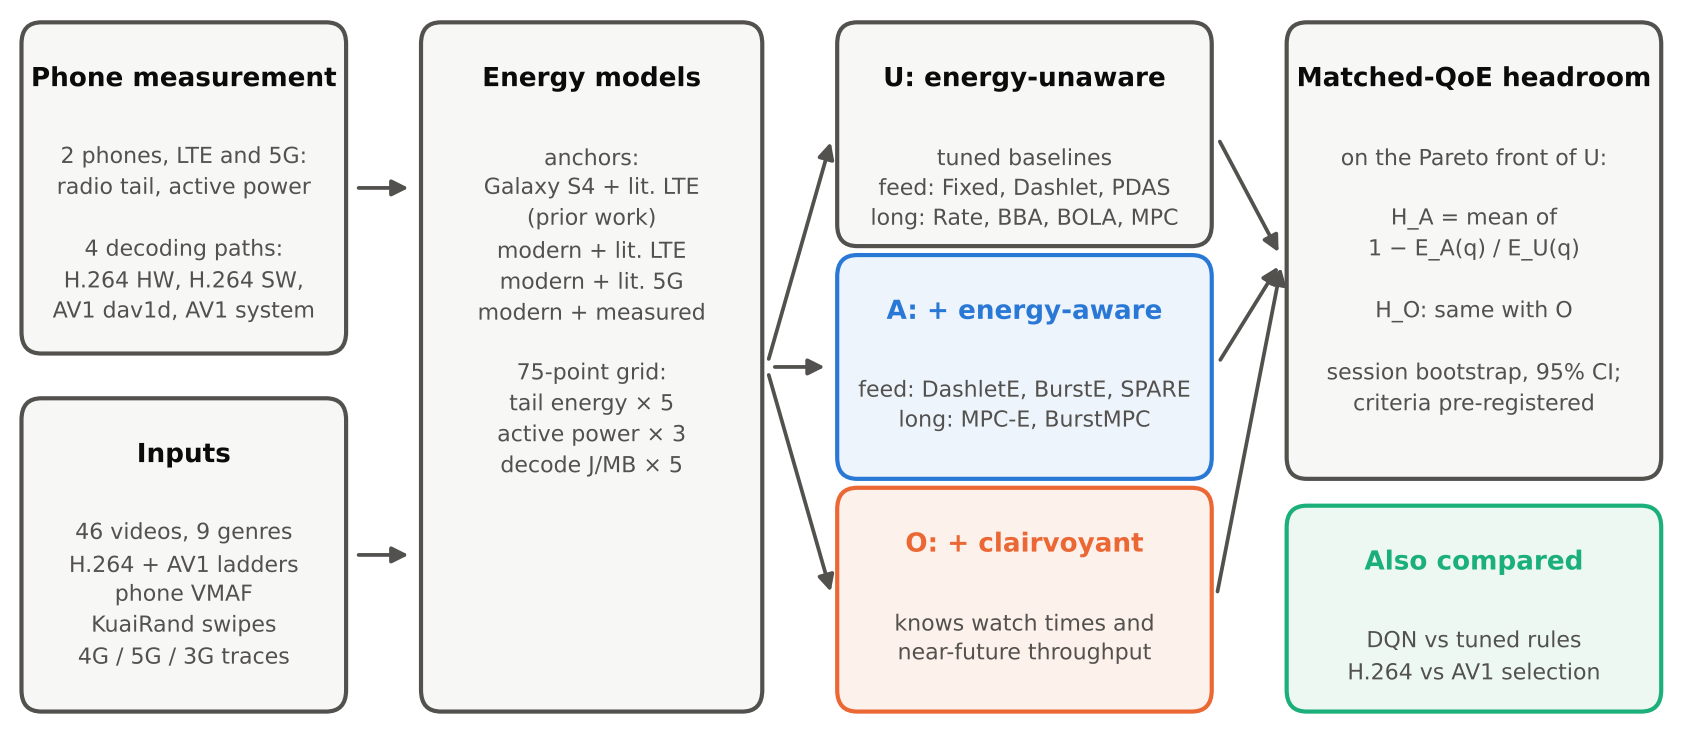 Phone measurement
2 phones, LTE and 5G:
radio tail, active power
4 decoding paths:
H.264 HW, H.264 SW,
AV1 dav1d, AV1 system
Inputs
46 videos, 9 genres
H.264 + AV1 ladders
phone VMAF
KuaiRand swipes
4G / 5G / 3G traces
Energy models
anchors:
Galaxy S4 + lit. LTE
(prior work)
modern + lit. LTE
modern + lit. 5G
modern + measured
75-point grid:
tail energy × 5
active power × 3
decode J/MB × 5
U: energy-unaware
tuned baselines
feed: Fixed, Dashlet, PDAS
long: Rate, BBA, BOLA, MPC
A: + energy-aware
feed: DashletE, BurstE, SPARE
long: MPC-E, BurstMPC
O: + clairvoyant
knows watch times and
near-future throughput
Matched-QoE headroom
on the Pareto front of U:
H_A = mean of
1 − E_A(q) / E_U(q)
H_O: same with O
session bootstrap, 95% CI;
criteria pre-registered
Also compared
DQN vs tuned rules
H.264 vs AV1 selection